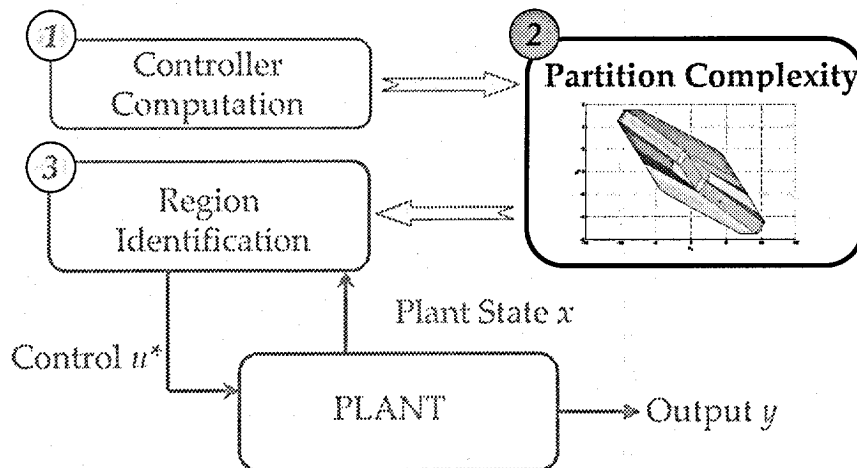 1
Controller
Computation
2
Partition Complexity
3
Region
Identification
Plant State x
Control u*
PLANT
Output y